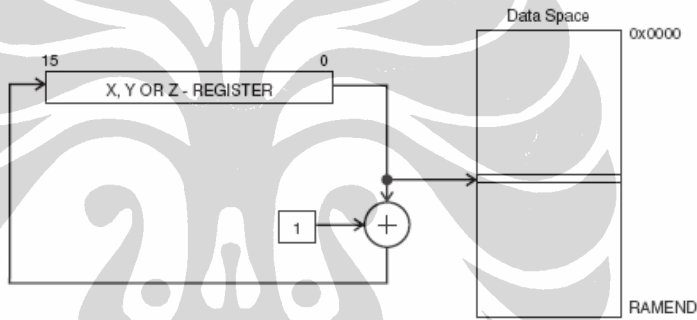 Data Space
0x0000
15
0
X, Y OR Z - REGISTER
1
+
RAMEND